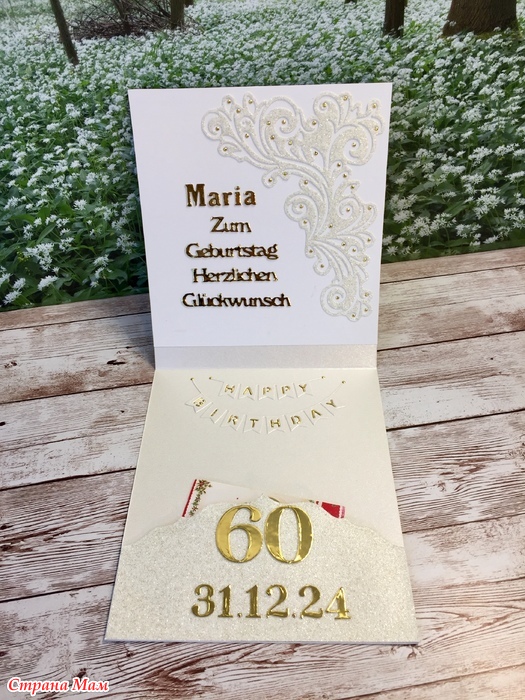 Maria
Zum
Geburtstag
Herzlichen
Glückwunsch
HAPPY
BIRTHDAY
60
31.12.24
Страна Мам